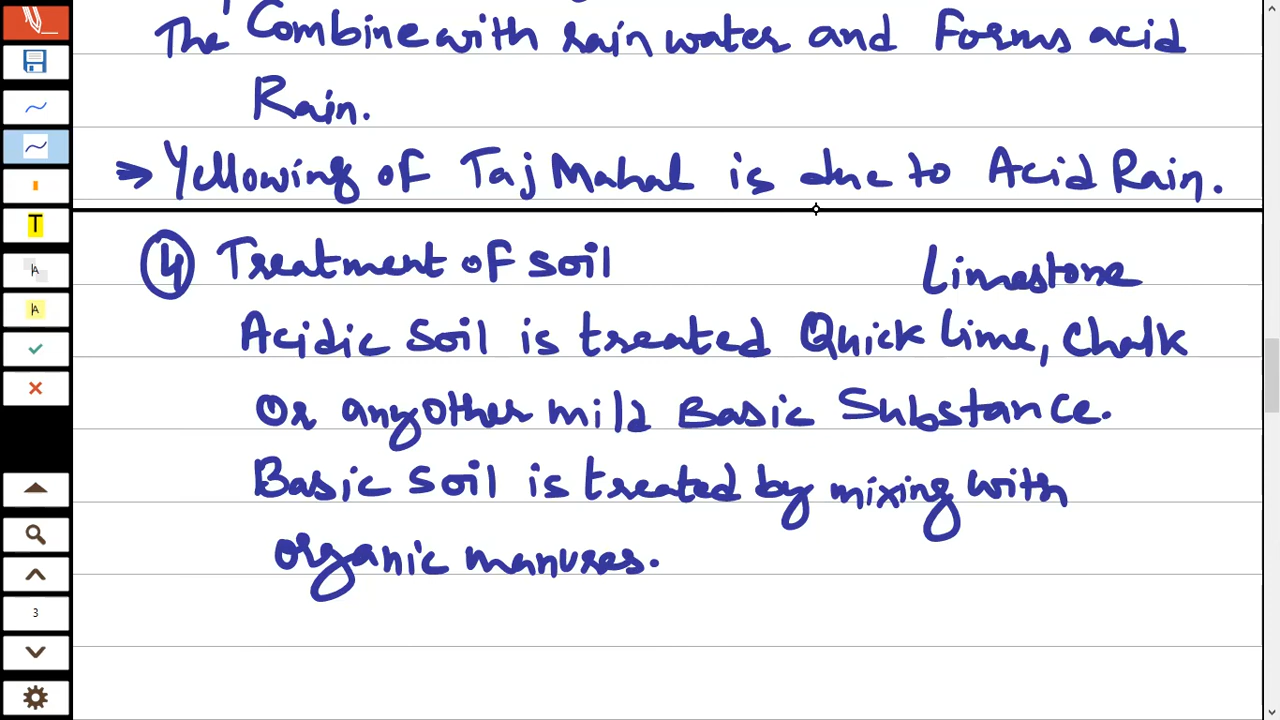 The Combine with rain water and Forms acid
Rain.
⇒ Yellowing of Taj Mahal is due to Acid Rain.
④ Treatment of soil
Limestone
Acidic soil is treated Quick lime, chalk
Or any other mild Basic Substance.
Basic soil is treated by mixing with
organic manures.
T
A
A
3